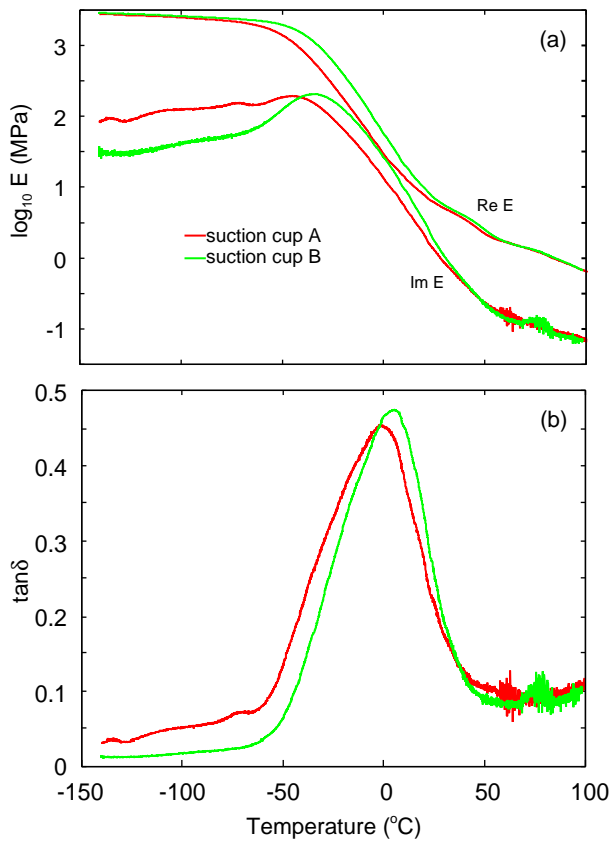 (a)
3
2
1
0
-1
log10 E (MPa)
suction cup A
suction cup B
Re E
Im E
(b)
0.5
0.4
0.3
0.2
0.1
0
tanδ
-150 -100 -50 0 50 100
Temperature (°C)